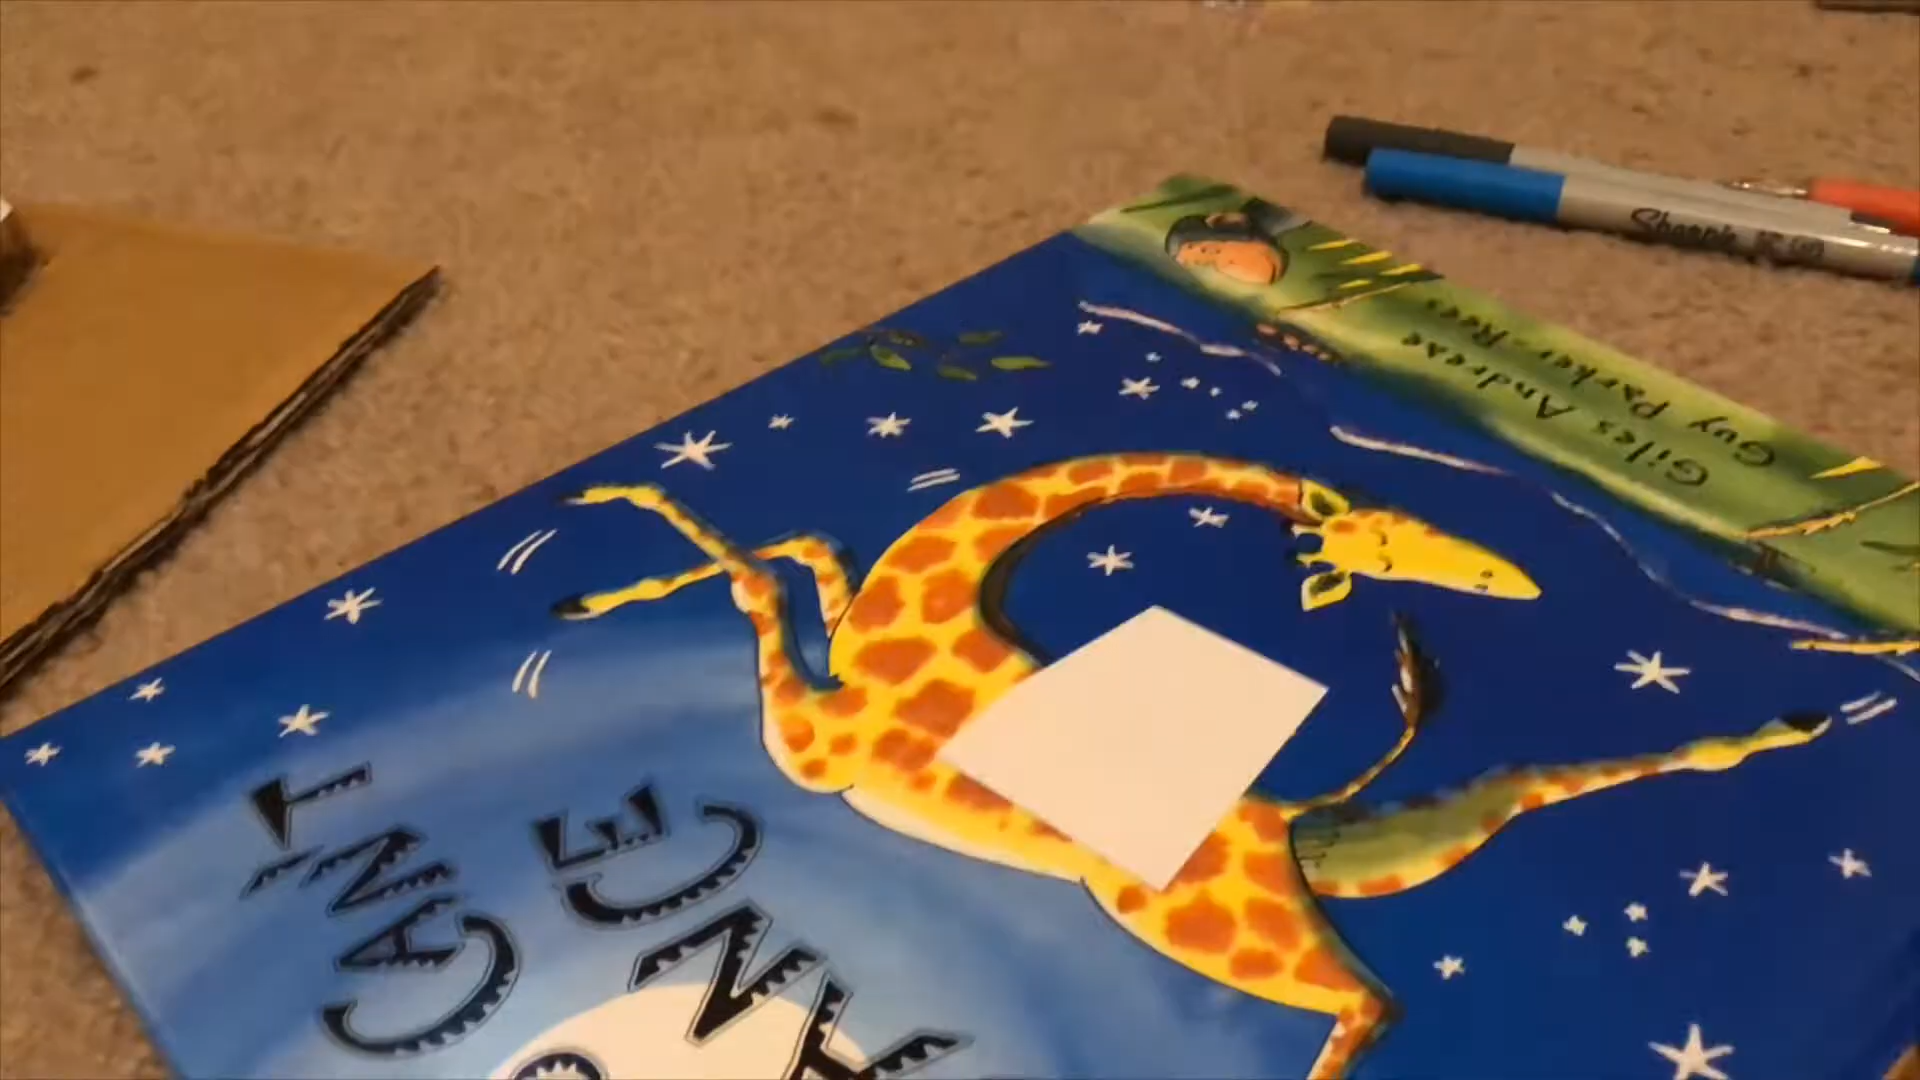 CAN'T
DANCE
Giles Andreae
Guy Parker-Rees
Sharpie